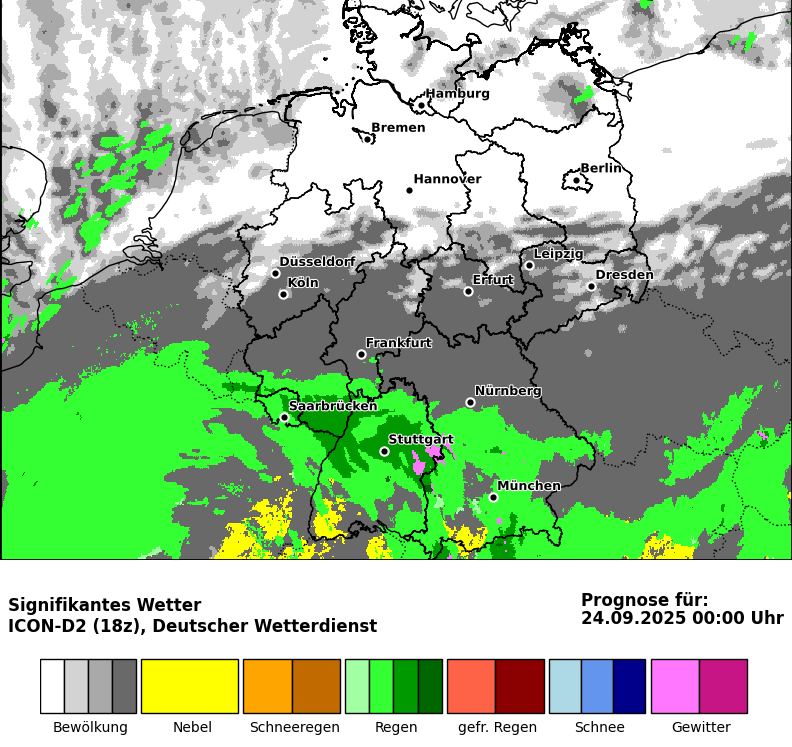 Hamburg
Bremen
Berlin
Hannover
Leipzig
Düsseldorf
Dresden
Köln
Erfurt
Frankfurt
Nürnberg
Saarbrücken
Stuttgart
München
Signifikantes Wetter
ICON-D2 (18z), Deutscher Wetterdienst
Prognose für:
24.09.2025 00:00 Uhr
Bewölkung Nebel Schneeregen Regen gefr. Regen Schnee Gewitter